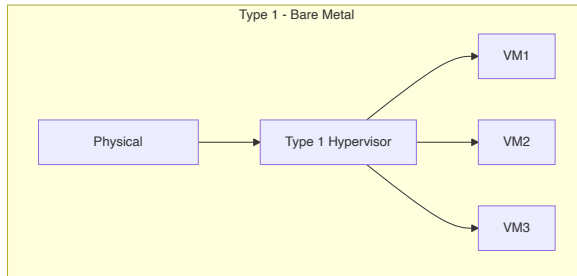 Type 1 - Bare Metal
Physical
Type 1 Hypervisor
VM1
VM2
VM3